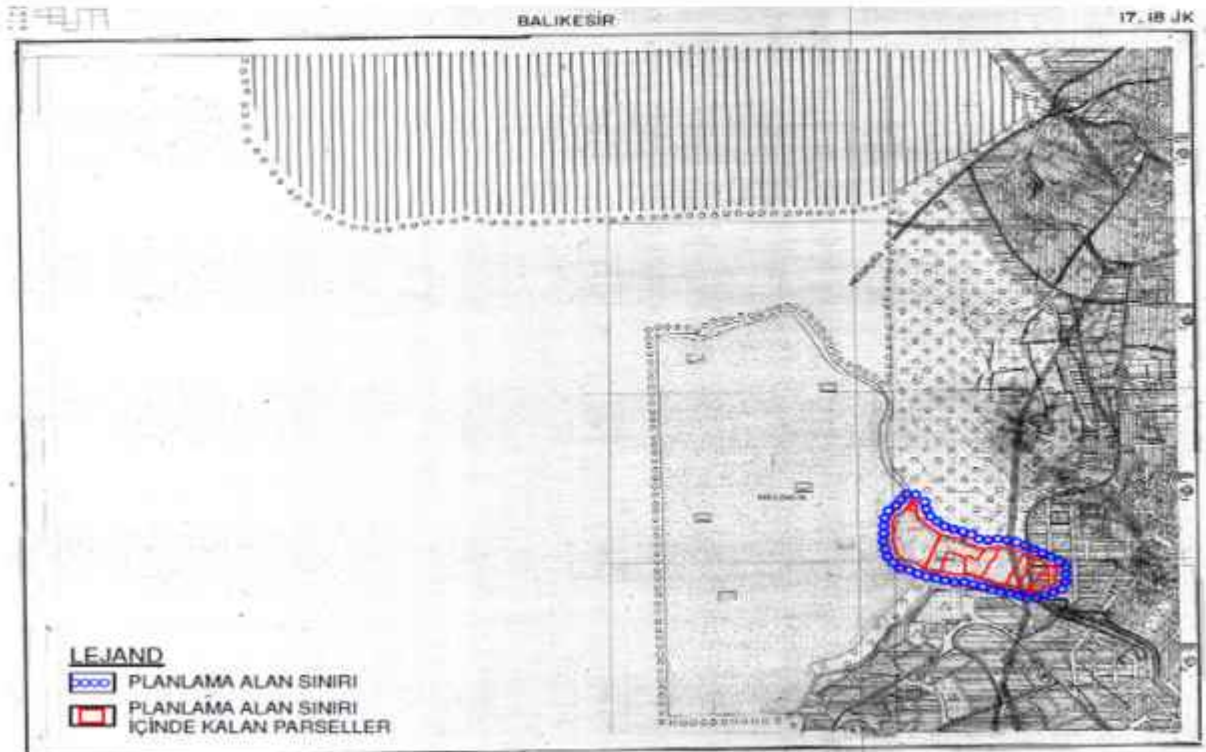 BALIKESİR
17. 18 JK
LEJAND
PLANLAMA ALAN SINIRI
PLANLAMA ALAN SINIRI
İÇİNDE KALAN PARSELLER